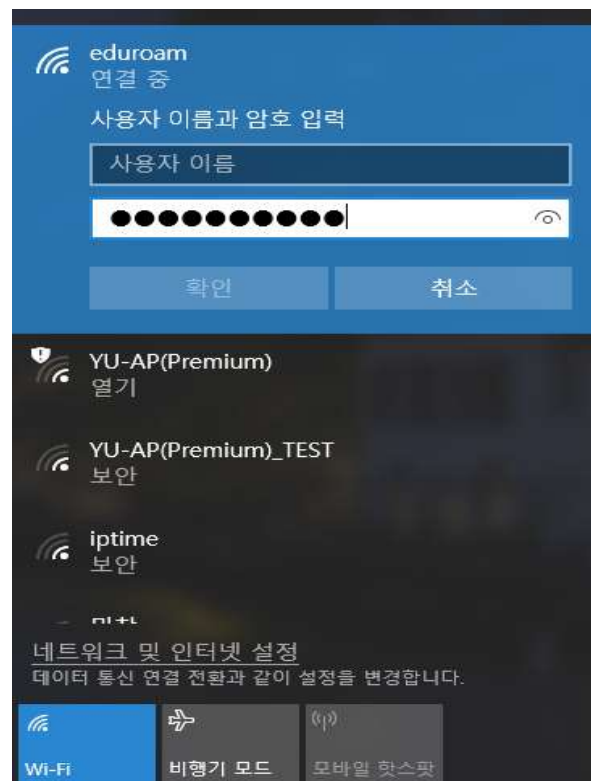 eduroam
연결 중
사용자 이름과 암호 입력
사용자 이름
●●●●●●●●●●
확인 취소
YU-AP(Premium)
열기
YU-AP(Premium)_TEST
보안
iptime
보안
네트워크 및 인터넷 설정
데이터 통신 연결 전환과 같이 설정을 변경합니다.
Wi-Fi 비행기 모드 모바일 핫스팟